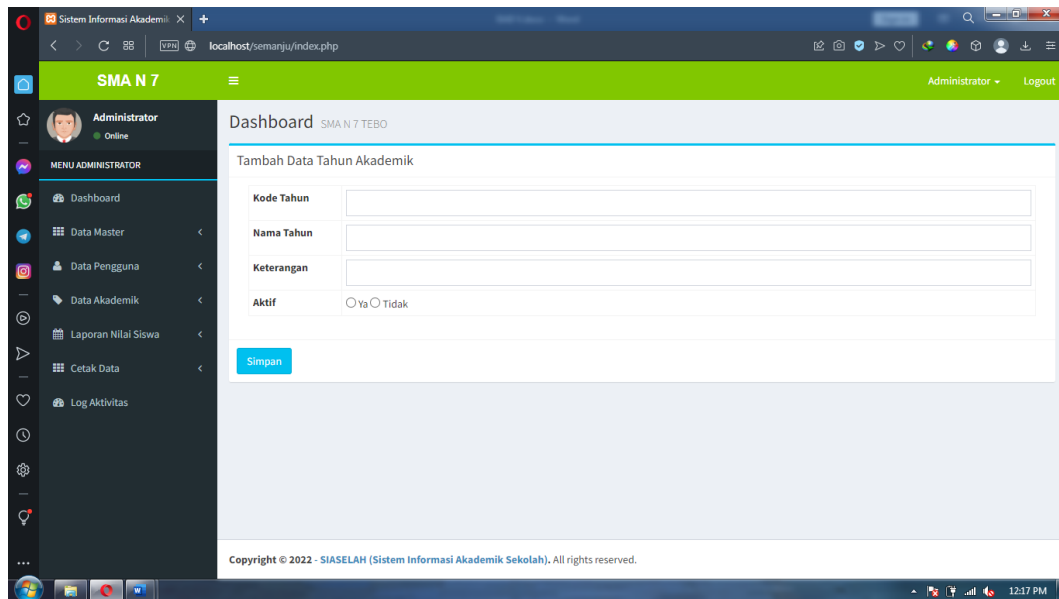 Sistem Informasi Akademi
VPN
localhost/semanju/index.php
SMA N 7
Administrator
Logout
Administrator
Online
Dashboard SMA N 7 TEBO
MENU ADMINISTRATOR
Tambah Data Tahun Akademik
Dashboard
Kode Tahun
Data Master
Nama Tahun
Data Pengguna
Keterangan
Data Akademik
Aktif
Ya Tidak
Laporan Nilai Siswa
Simpan
Cetak Data
Log Aktivitas
Copyright © 2022 - SIASELAH (Sistem Informasi Akademik Sekolah). All rights reserved.
12:17 PM